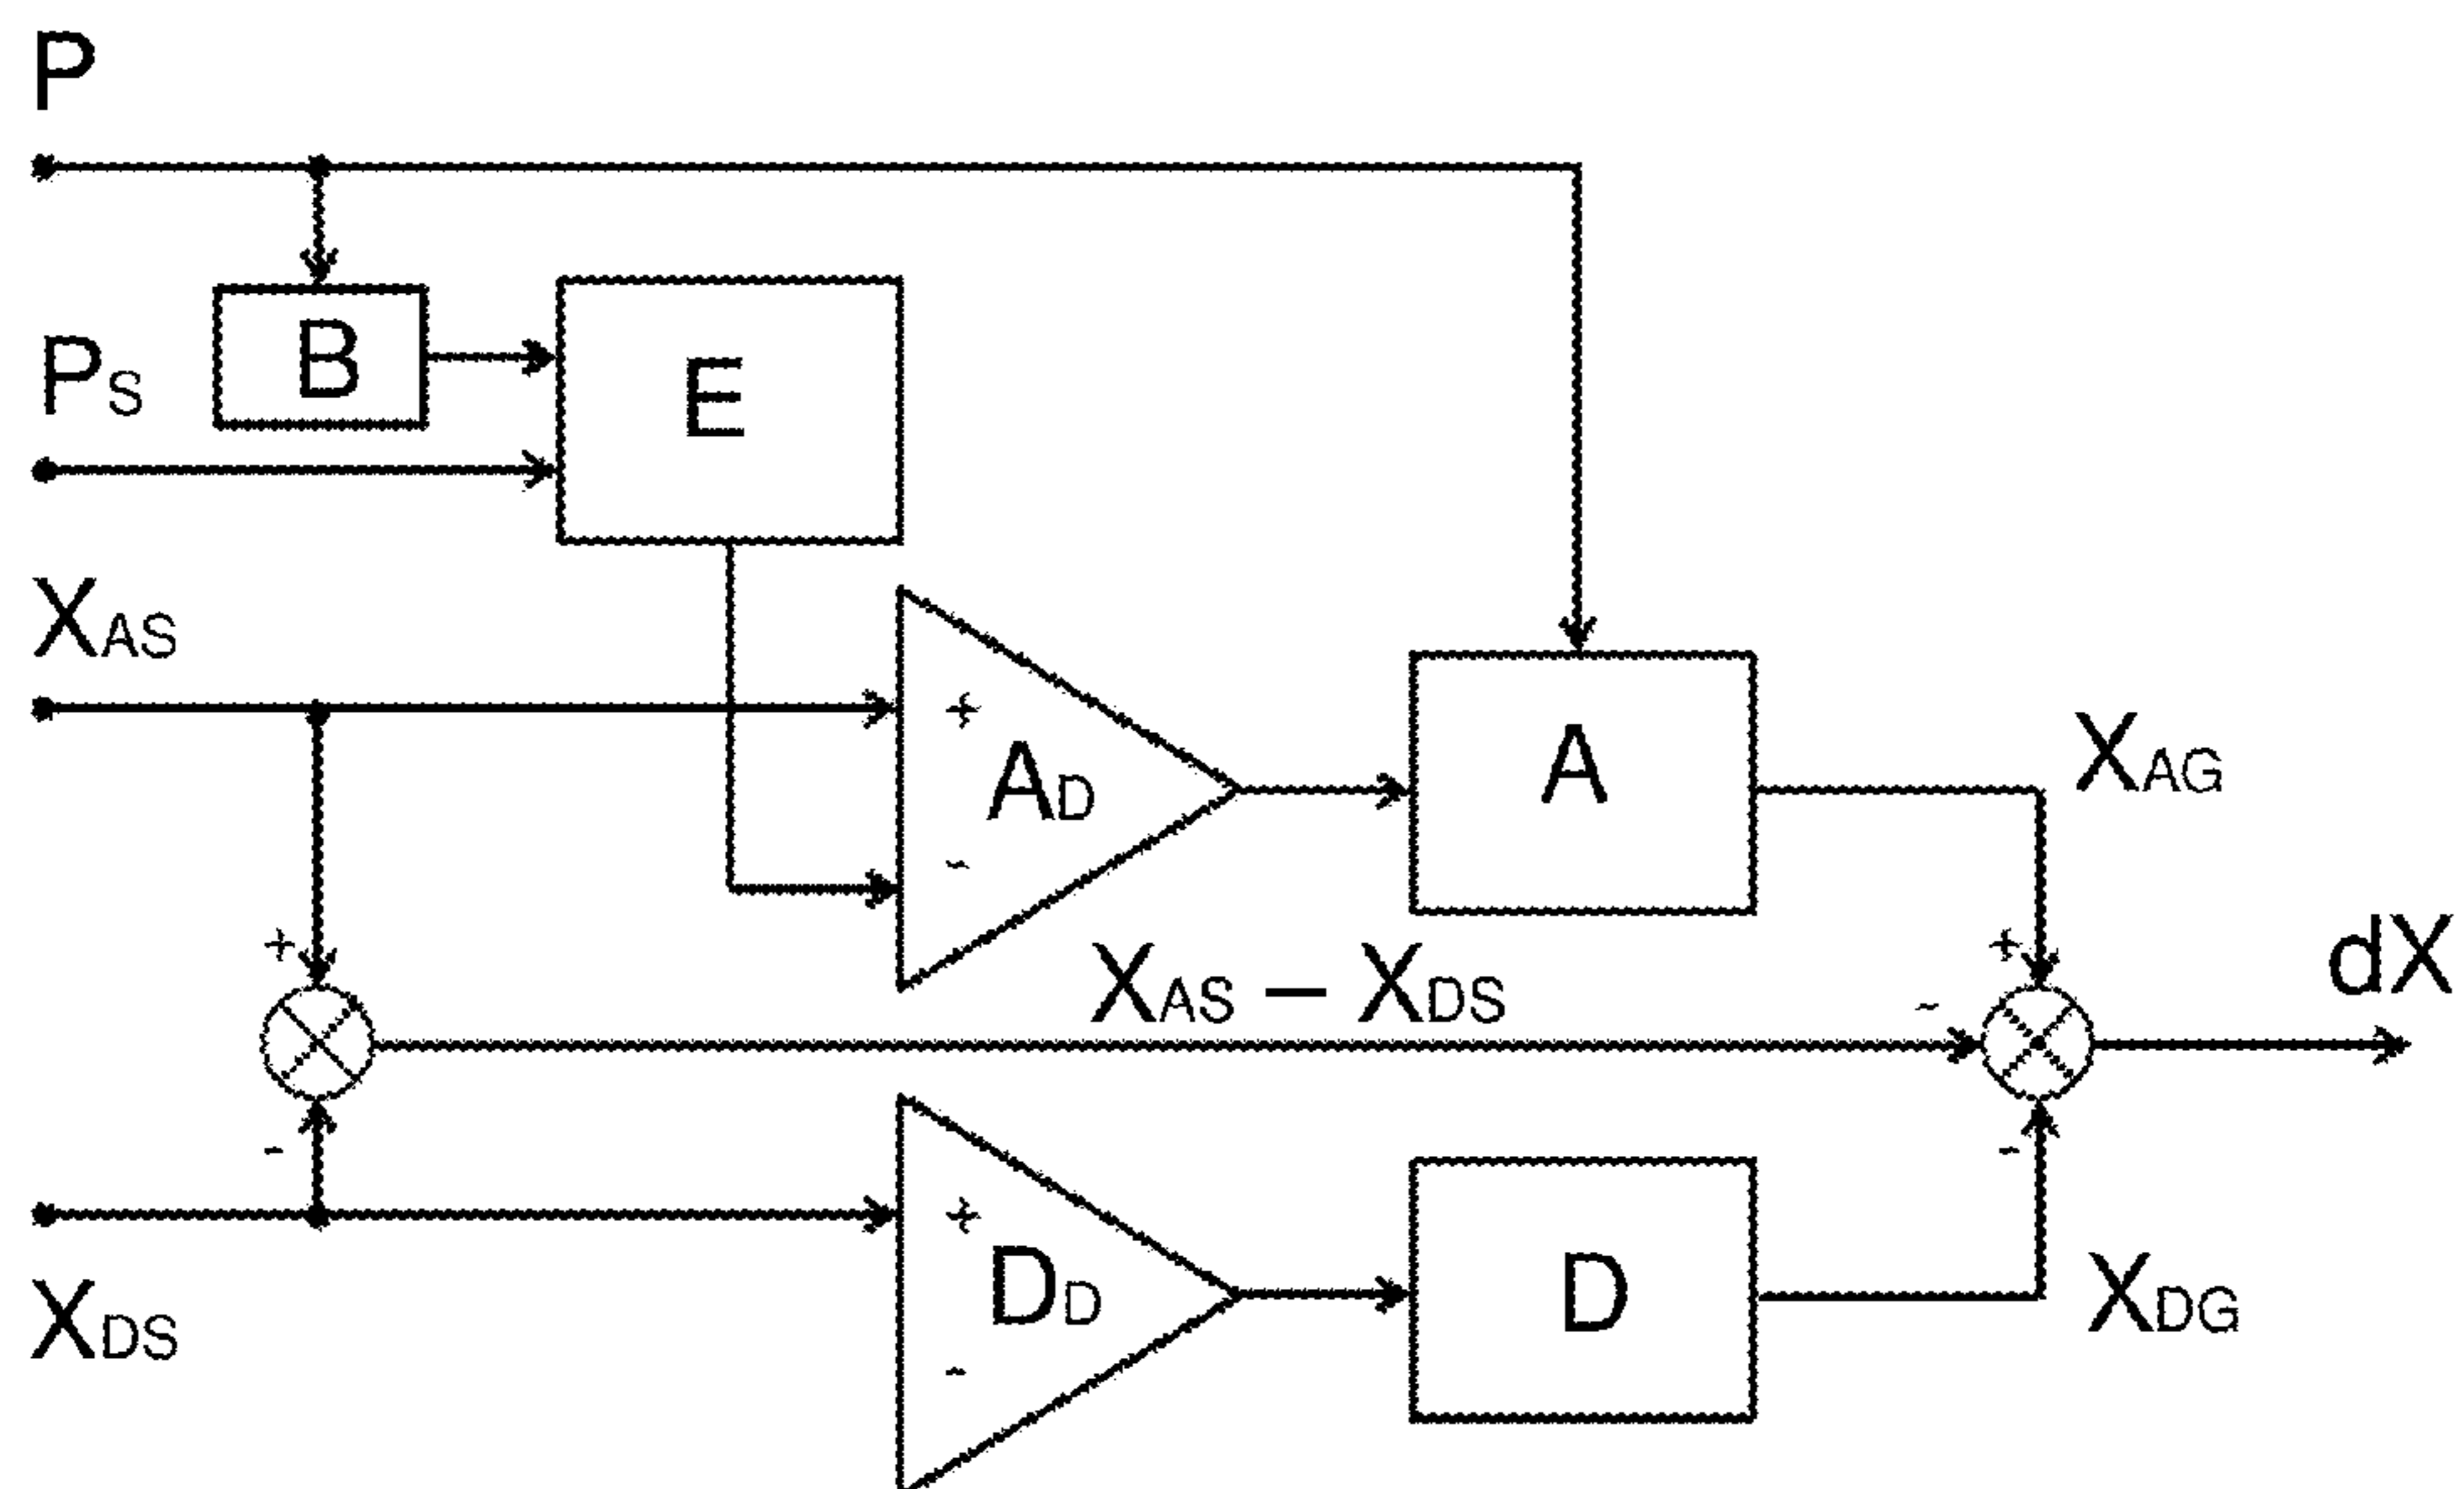 P
B
E
PS
XAS
+
AD
-
A
XAG
+
-
dX
+
XAS – XDS
-
-
+
DD
-
D
XDS
XDG